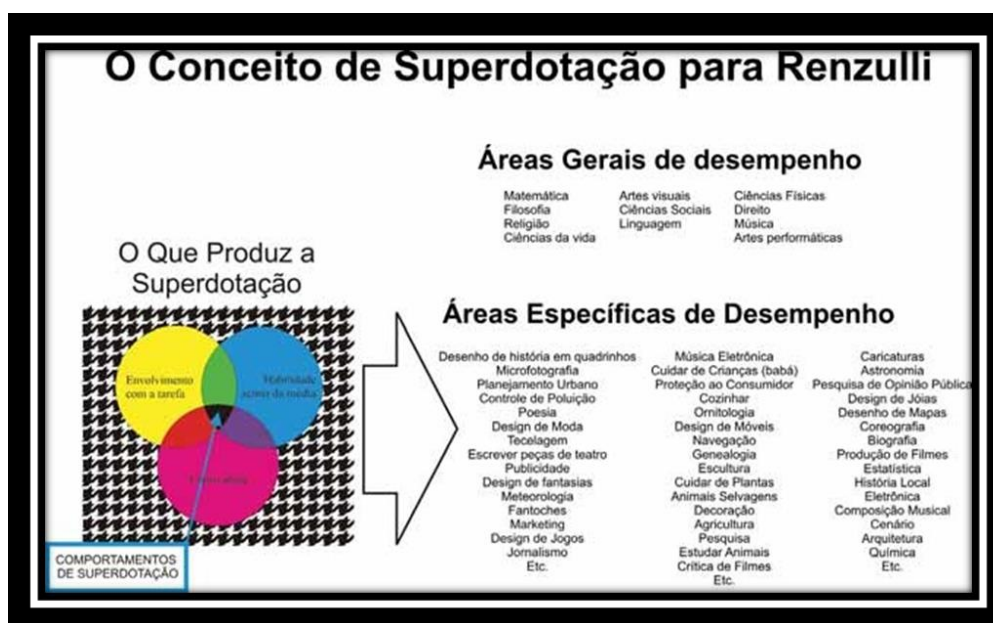 O Conceito de Superdotação para Renzulli
Áreas Gerais de desempenho
Matemática
Filosofia
Religião
Ciências da vida
Artes visuais
Ciências Sociais
Linguagem
Ciências Físicas
Direito
Música
Artes performáticas
O Que Produz a
Superdotação
Envolvimento
com a tarefa
Habilidade
acima da média
COMPORTAMENTOS
DE SUPERDOTAÇÃO
Áreas Específicas de Desempenho
Desenho de história em quadrinhos
Microfotografia
Planejamento Urbano
Controle de Poluição
Poesia
Design de Moda
Tecelagem
Escrever peças de teatro
Publicidade
Design de fantasias
Meteorologia
Fantoches
Marketing
Design de Jogos
Jornalismo
Etc.
Música Eletrônica
Cuidar de Crianças (babá)
Proteção ao Consumidor
Cozinhar
Ornitologia
Design de Móveis
Navegação
Genealogia
Escultura
Cuidar de Plantas
Animais Selvagens
Decoração
Agricultura
Pesquisa
Estudar Animais
Crítica de Filmes
Etc.
Caricaturas
Astronomia
Pesquisa de Opinião Pública
Design de Jóias
Desenho de Mapas
Coreografia
Biografia
Produção de Filmes
Estatística
História Local
Eletrônica
Composição Musical
Cenário
Arquitetura
Química
Etc.